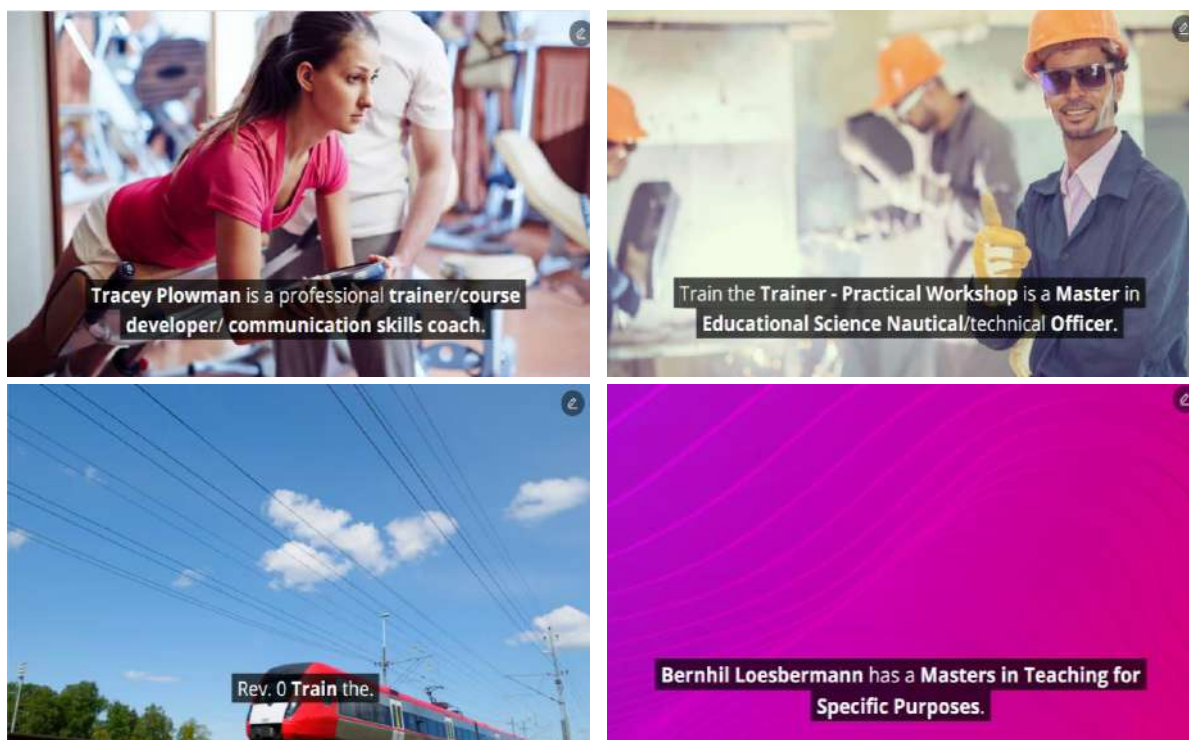 Tracey Plowman is a professional trainer/course
developer/ communication skills coach.
Train the Trainer - Practical Workshop is a Master in
Educational Science Nautical/technical Officer.
Rev. 0 Train the.
Bernhil Loesbermann has a Masters in Teaching for
Specific Purposes.